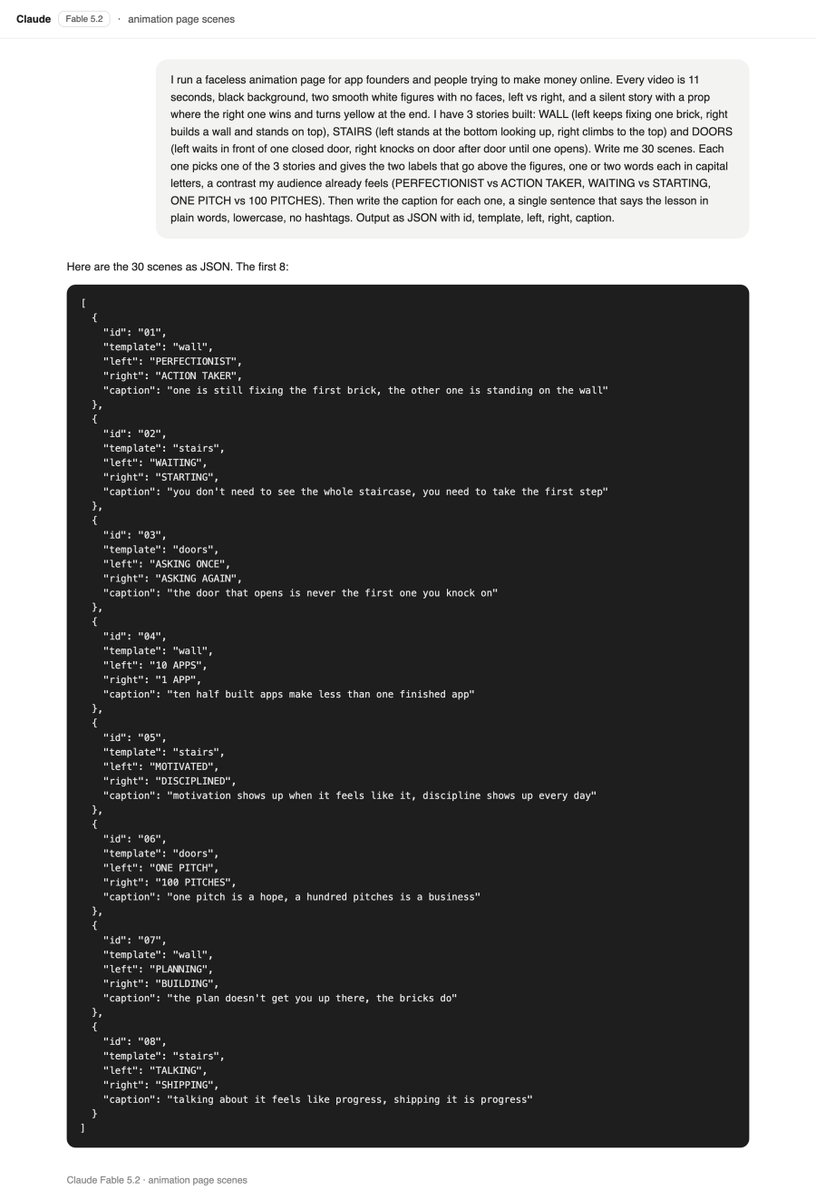 Claude Fable 5.2 · animation page scenes
I run a faceless animation page for app founders and people trying to make money online. Every video is 11
seconds, black background, two smooth white figures with no faces, left vs right, and a silent story with a prop
where the right one wins and turns yellow at the end. I have 3 stories built: WALL (left keeps fixing one brick, right
builds a wall and stands on top), STAIRS (left stands at the bottom looking up, right climbs to the top) and DOORS
(left waits in front of one closed door, right knocks on door after door until one opens). Write me 30 scenes. Each
one picks one of the 3 stories and gives the two labels that go above the figures, one or two words each in capital
letters, a contrast my audience already feels (PERFECTIONIST vs ACTION TAKER, WAITING vs STARTING,
ONE PITCH vs 100 PITCHES). Then write the caption for each one, a single sentence that says the lesson in
plain words, lowercase, no hashtags. Output as JSON with id, template, left, right, caption.
Here are the 30 scenes as JSON. The first 8:
[
  {
    "id": "01",
    "template": "wall",
    "left": "PERFECTIONIST",
    "right": "ACTION TAKER",
    "caption": "one is still fixing the first brick, the other one is standing on the wall"
  },
  {
    "id": "02",
    "template": "stairs",
    "left": "WAITING",
    "right": "STARTING",
    "caption": "you don't need to see the whole staircase, you need to take the first step"
  },
  {
    "id": "03",
    "template": "doors",
    "left": "ASKING ONCE",
    "right": "ASKING AGAIN",
    "caption": "the door that opens is never the first one you knock on"
  },
  {
    "id": "04",
    "template": "wall",
    "left": "10 APPS",
    "right": "1 APP",
    "caption": "ten half built apps make less than one finished app"
  },
  {
    "id": "05",
    "template": "stairs",
    "left": "MOTIVATED",
    "right": "DISCIPLINED",
    "caption": "motivation shows up when it feels like it, discipline shows up every day"
  },
  {
    "id": "06",
    "template": "doors",
    "left": "ONE PITCH",
    "right": "100 PITCHES",
    "caption": "one pitch is a hope, a hundred pitches is a business"
  },
  {
    "id": "07",
    "template": "wall",
    "left": "PLANNING",
    "right": "BUILDING",
    "caption": "the plan doesn't get you up there, the bricks do"
  },
  {
    "id": "08",
    "template": "stairs",
    "left": "TALKING",
    "right": "SHIPPING",
    "caption": "talking about it feels like progress, shipping it is progress"
  }
]
Claude Fable 5.2 · animation page scenes